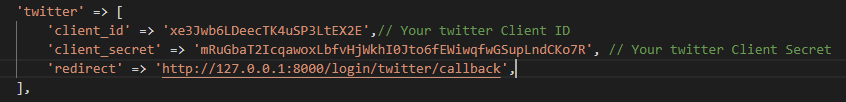 'twitter' => [
'client_id' => 'xe3Jwb6LDeecTK4uSP3LtEX2E',// Your twitter Client ID
'client_secret' => 'mRuGbaT2IcqawoxLbfvHjWkhI0Jto6fEWiwqfwGSupLndCKo7R', // Your twitter Client Secret
'redirect' => 'http://127.0.0.1:8000/login/twitter/callback',
],